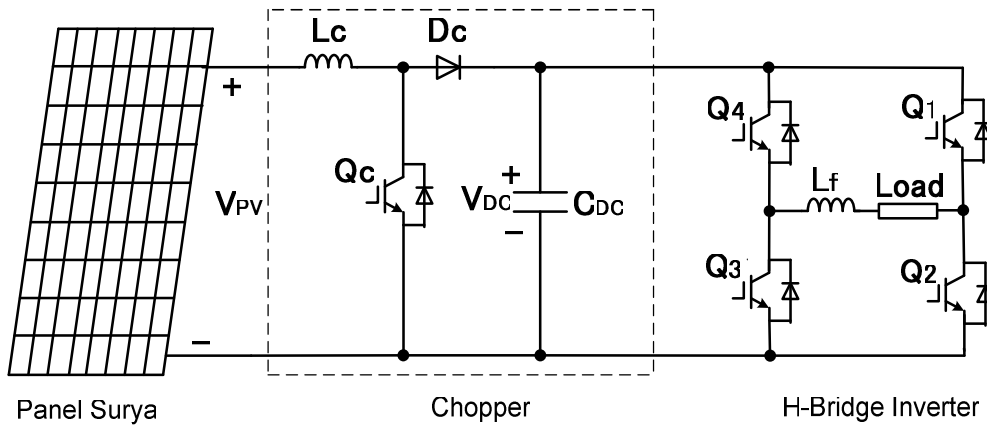 Lc Dc
+
Q4 Q1
Qc
VPV
VDC + CDC
−
Lf Load
Q3 Q2
−
Panel Surya Chopper H-Bridge Inverter